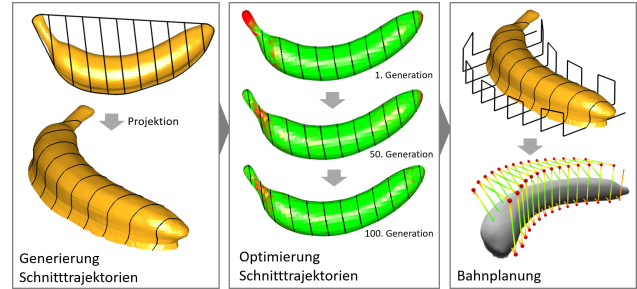 Projektion
Generierung
Schnitttrajektorien
1. Generation
50. Generation
100. Generation
Optimierung
Schnitttrajektorien
Bahnplanung